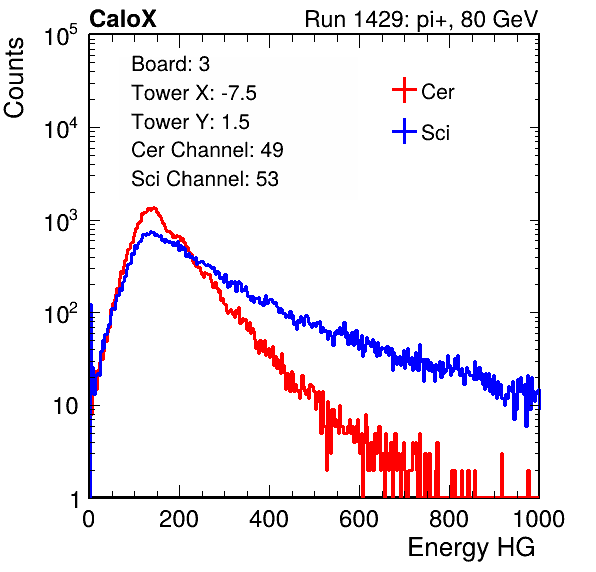 CaloX Run 1429: pi+, 80 GeV
Counts
Board: 3
Tower X: -7.5
Tower Y: 1.5
Cer Channel: 49
Sci Channel: 53
Cer
Sci
10^5
10^4
10^3
10^2
10
1
0 200 400 600 800 1000
Energy HG